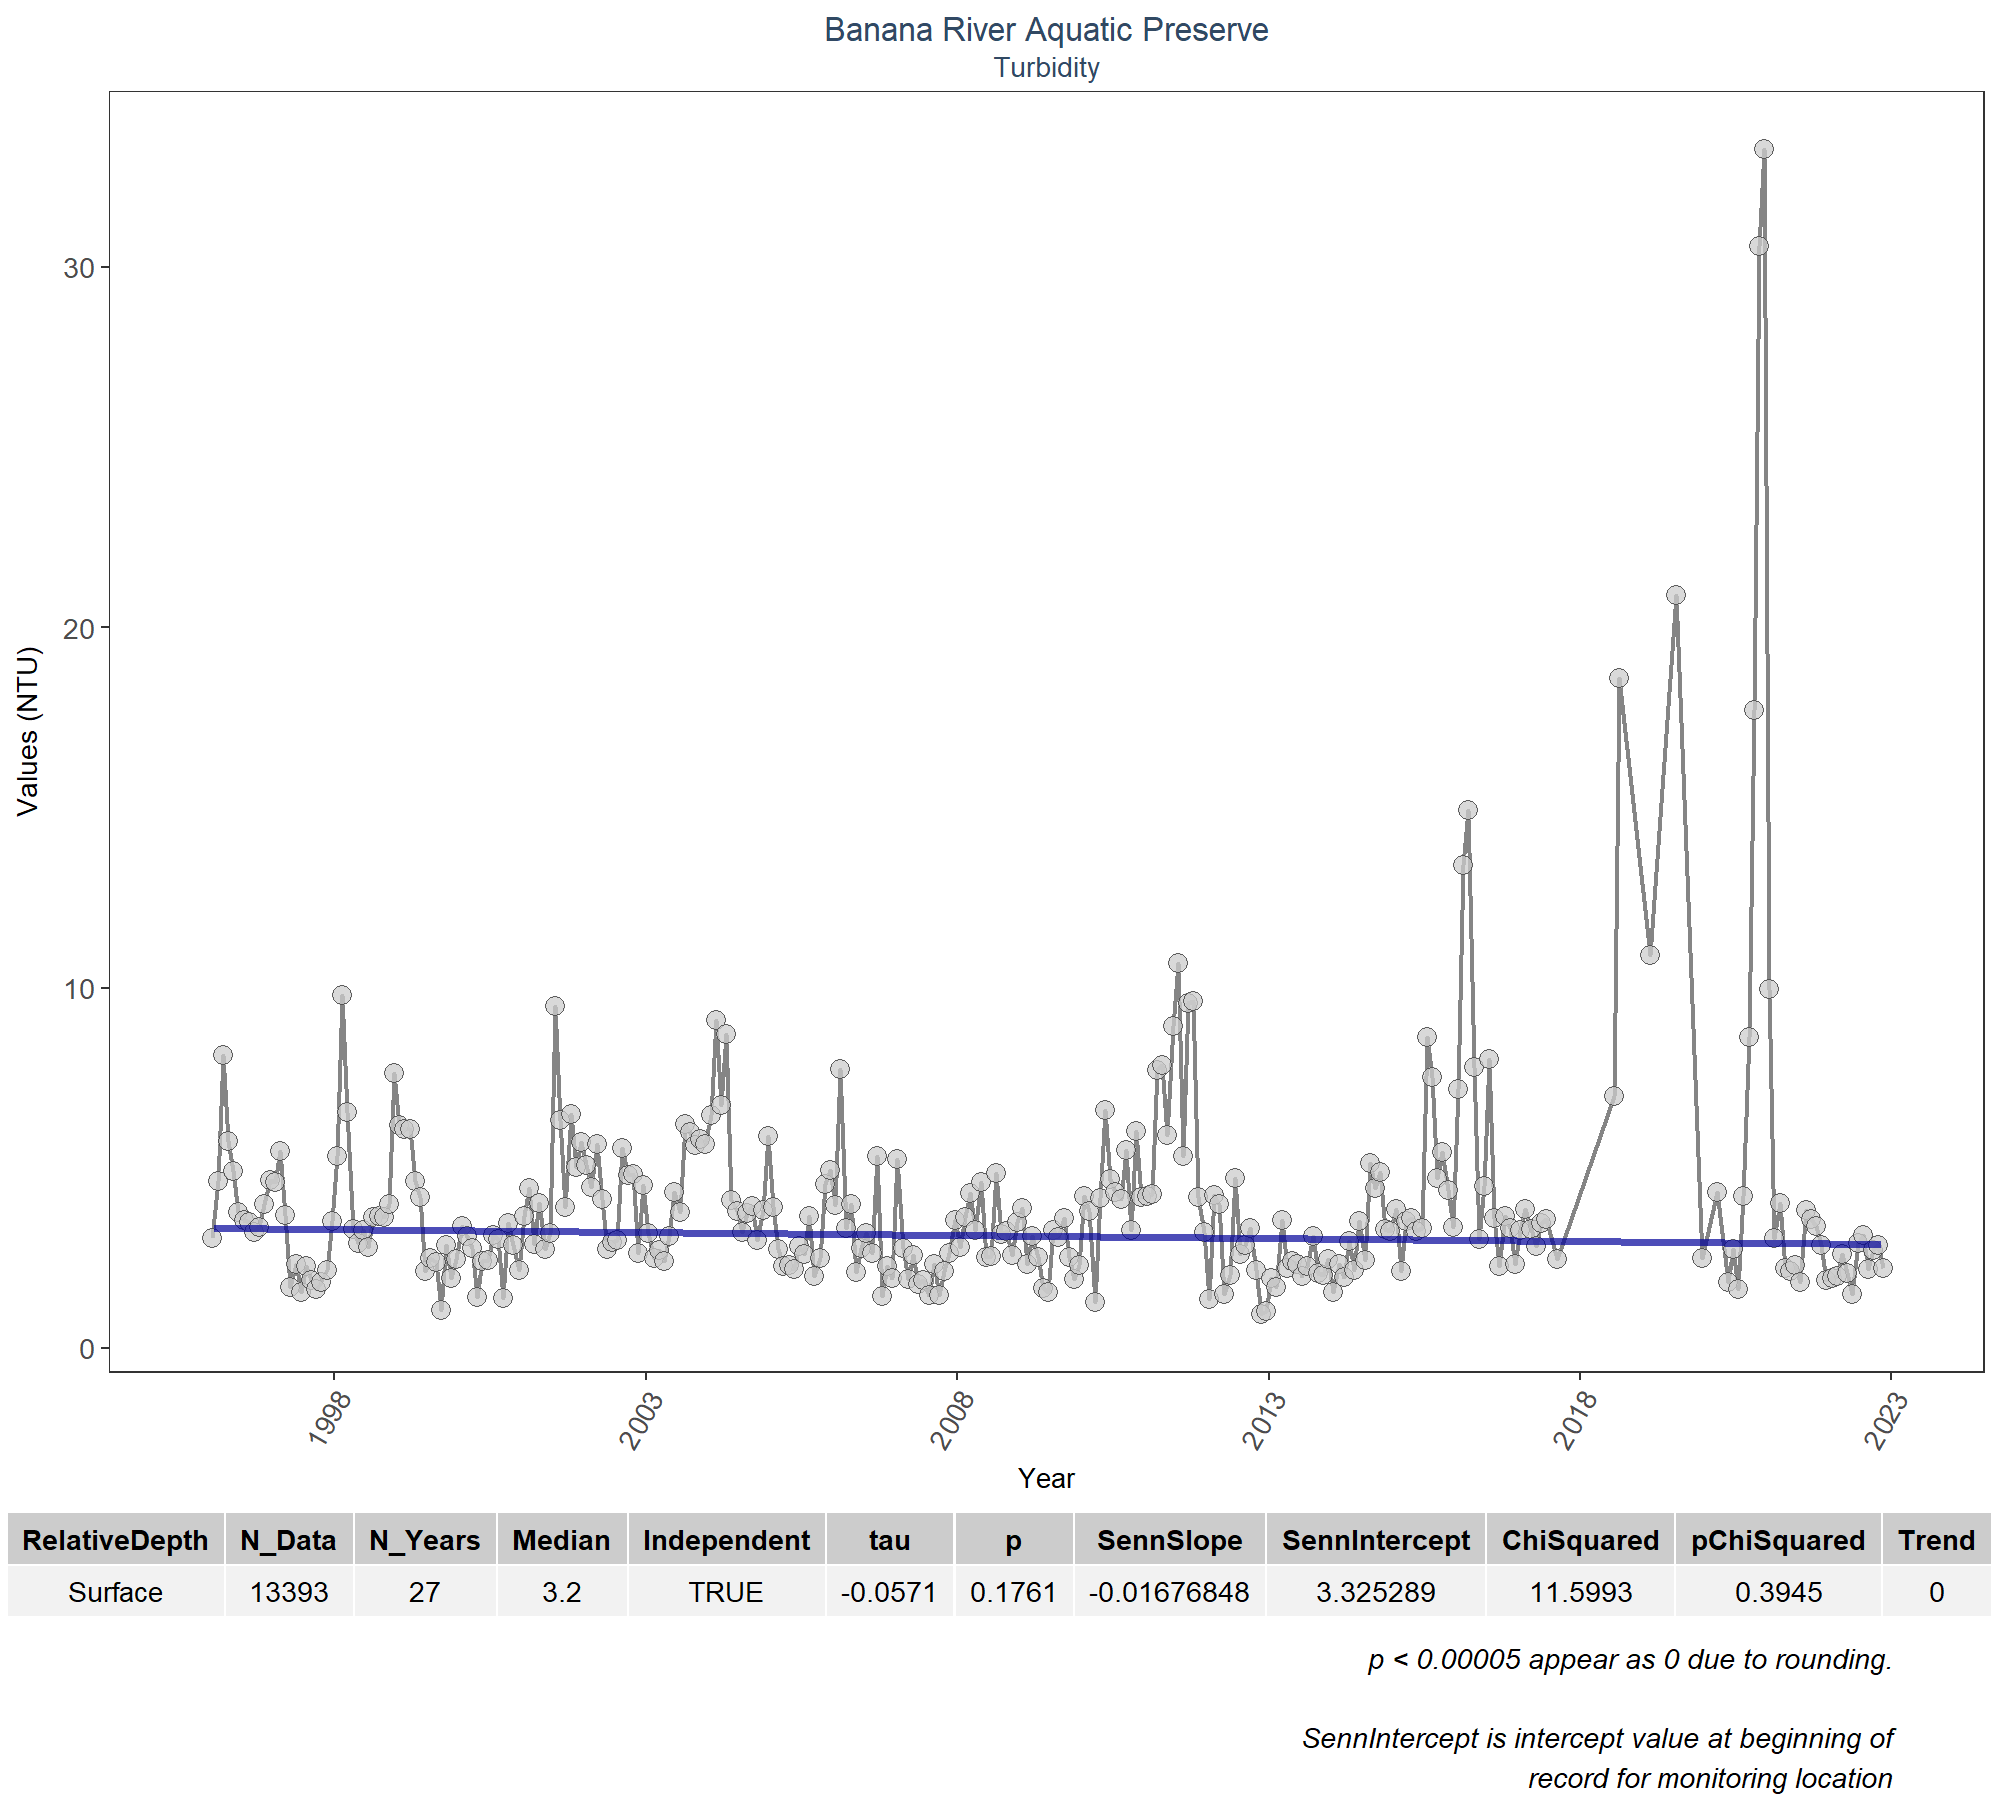 Banana River Aquatic Preserve
Turbidity
30
20
10
0
Values (NTU)
1998
2003
2008
2013
2018
2023
Year
RelativeDepth N_Data N_Years Median Independent tau p SennSlope SennIntercept ChiSquared pChiSquared Trend
Surface 13393 27 3.2 TRUE -0.0571 0.1761 -0.01676848 3.325289 11.5993 0.3945 0
p < 0.00005 appear as 0 due to rounding.
SennIntercept is intercept value at beginning of
record for monitoring location